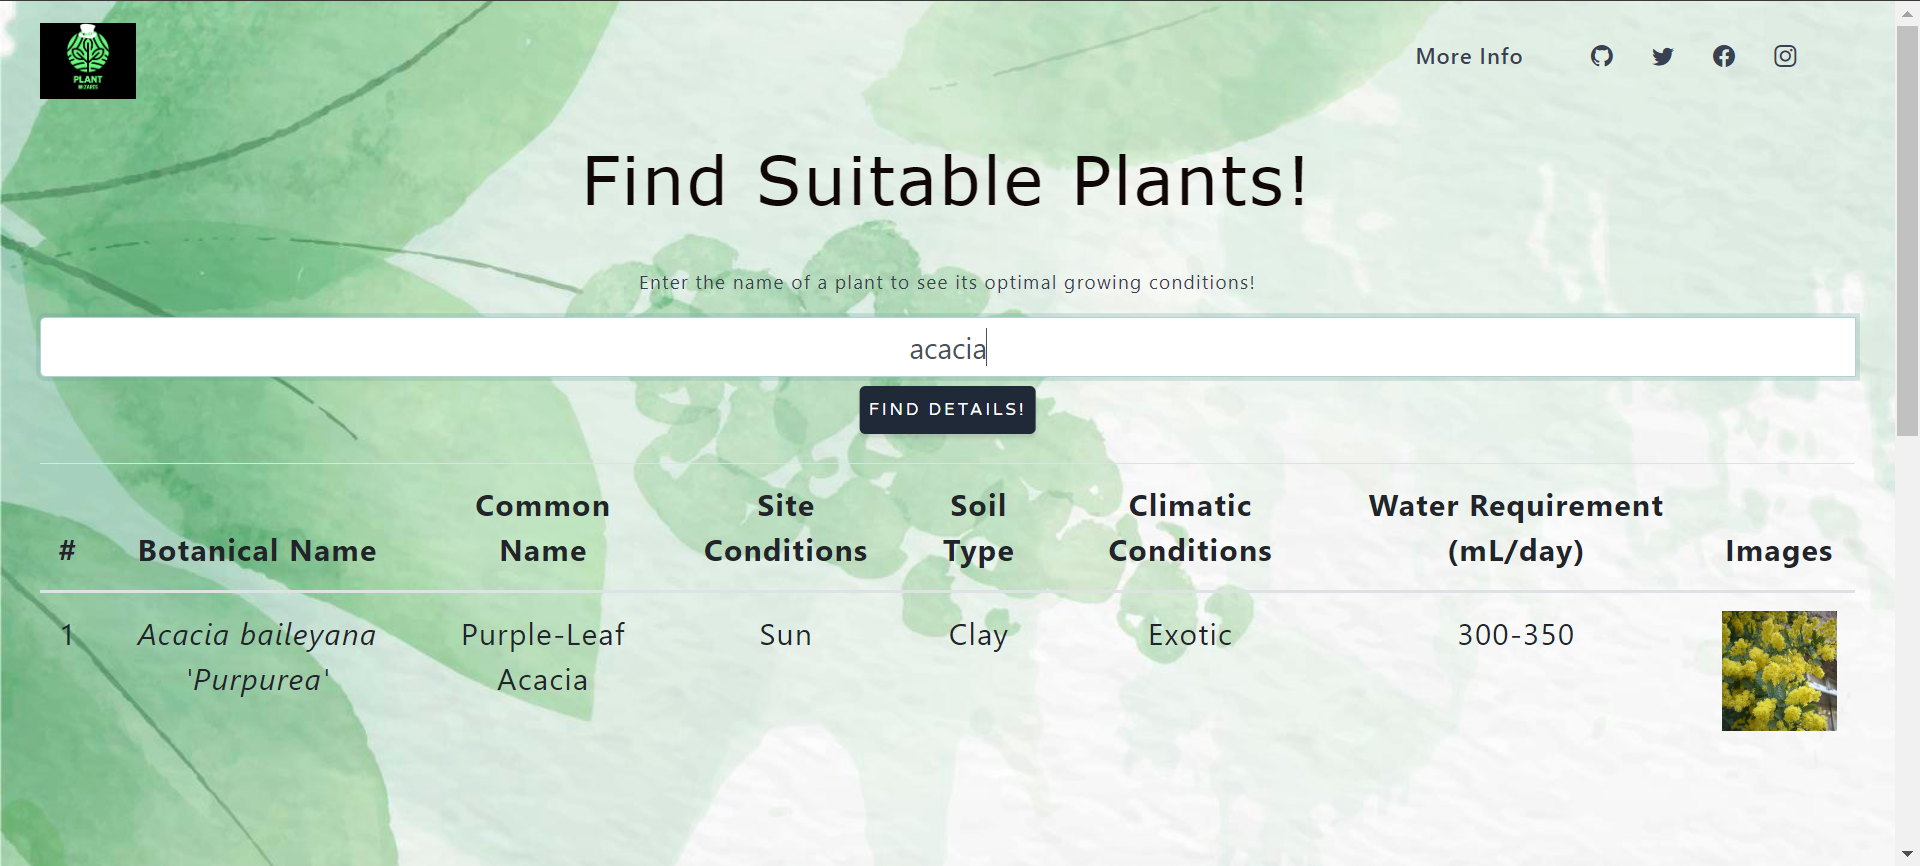 PLANT
WIZARDS
More Info
Find Suitable Plants!
Enter the name of a plant to see its optimal growing conditions!
acacia
FIND DETAILS!
# Botanical Name Common Name Site Conditions Soil Type Climatic Conditions Water Requirement (mL/day) Images
1 Acacia baileyana 'Purpurea' Purple-Leaf Acacia Sun Clay Exotic 300-350